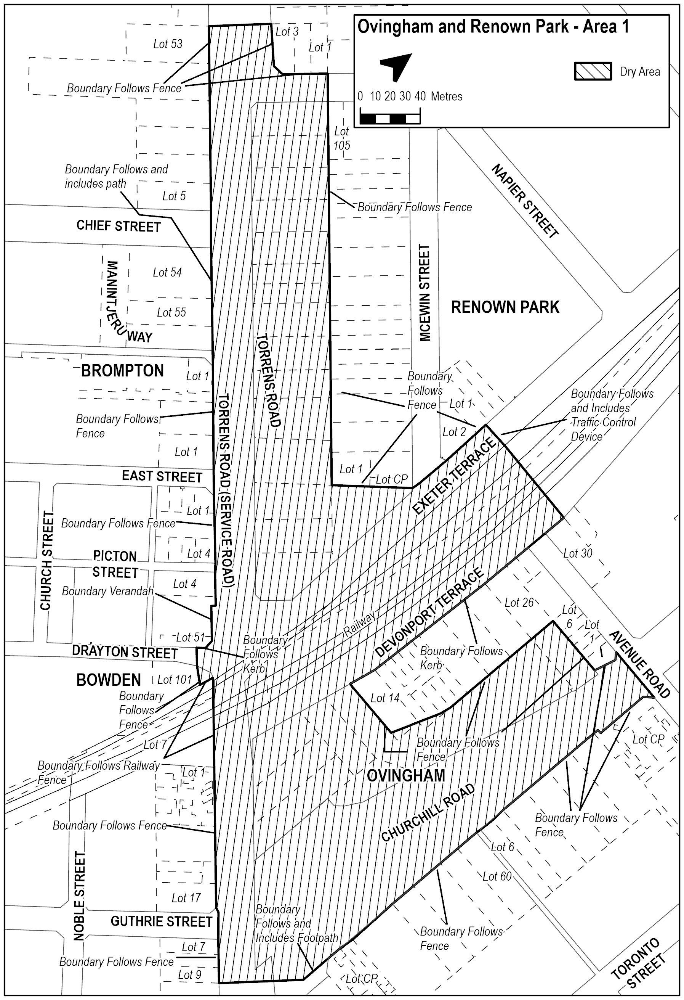 Ovingham and Renown Park - Area 1
0 10 20 30 40 Metres
Dry Area
Lot 3
Lot 53
Lot 1
Boundary Follows Fence
Lot
105
Boundary Follows and
includes path
Lot 5
Boundary Follows Fence
NAPIER STREET
CHIEF STREET
MANINTJERU WAY
Lot 54
MCEWIN STREET
RENOWN PARK
Lot 55
TORRENS ROAD
BROMPTON
Lot 1
Boundary
Follows
Fence
Lot 1
Boundary Follows
and Includes
Traffic Control
Device
TORRENS ROAD (SERVICE ROAD)
Boundary Follows
Fence
Lot 2
Lot 1
EXETER TERRACE
Lot 1
Lot CP
EAST STREET
CHURCH STREET
Lot 1
Boundary Follows Fence
PICTON
STREET
Lot 4
Lot 30
Lot 4
Boundary Verandah
DEVONPORT TERRACE
Lot 26
Lot
6
Lot
1
Railway
Lot 51
Boundary
Follows
Kerb
DRAYTON STREET
Boundary Follows
Kerb
AVENUE ROAD
BOWDEN
Lot 101
Lot 14
Boundary
Follows
Fence
Lot 7
Boundary Follows
Fence
Lot CP
Boundary Follows Railway
Fence
Lot 1
OVINGHAM
CHURCHILL ROAD
Boundary Follows
Fence
Boundary Follows Fence
Lot 6
NOBLE STREET
Lot 60
Lot 17
Boundary
Follows and
Includes Footpath
GUTHRIE STREET
Boundary Follows
Fence
Lot 7
Boundary Follows Fence
Lot 9
Lot CP
TORONTO
STREET